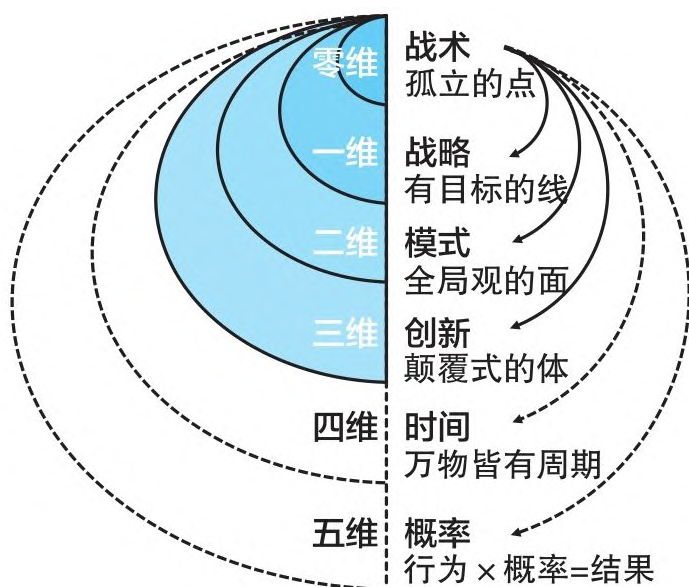 零维
战术
孤立的点
一维
战略
有目标的线
二维
模式
全局观的面
三维
创新
颠覆式的体
四维
时间
万物皆有周期
五维
概率
行为×概率=结果